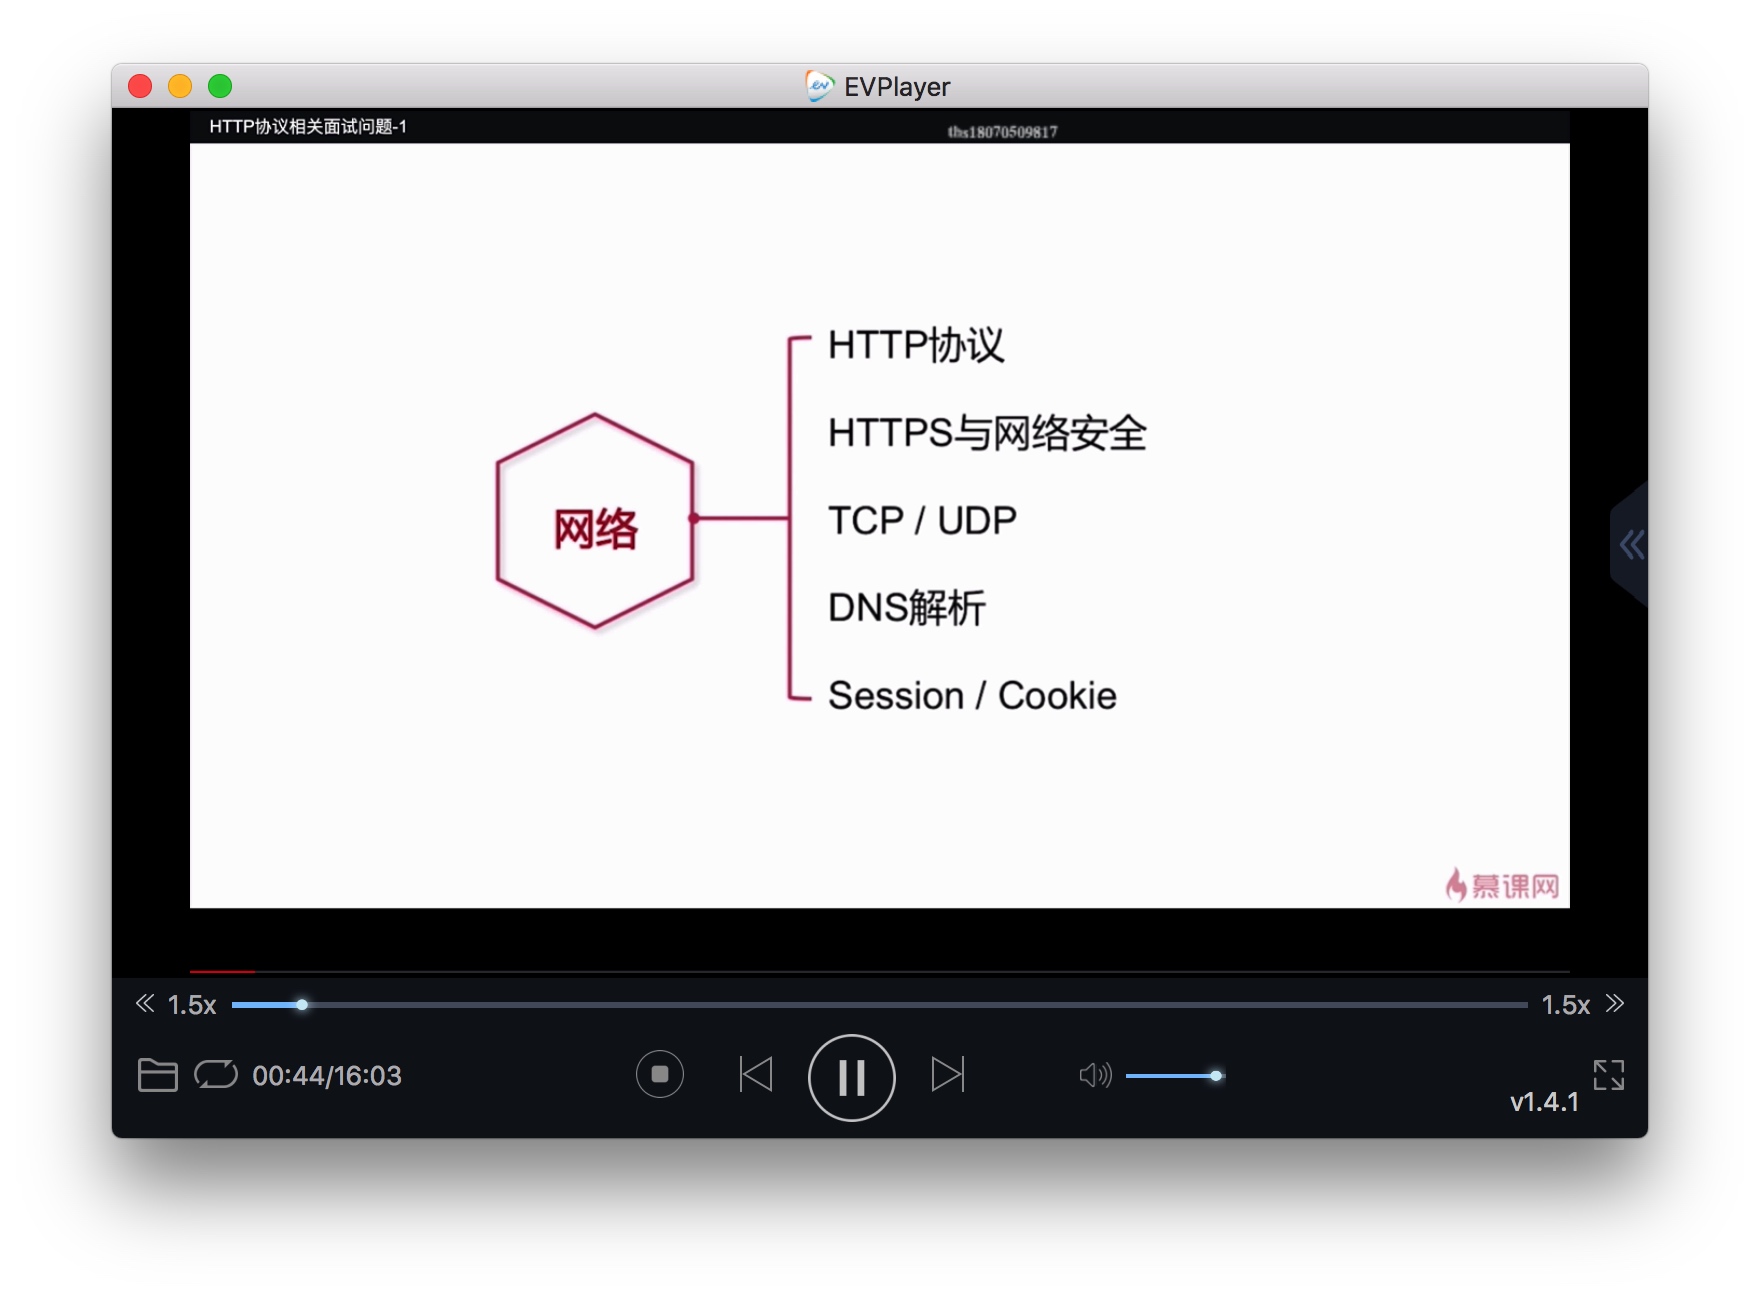 EVPlayer
HTTP协议相关面试问题-1
ths18070509817
HTTP协议
HTTPS与网络安全
网络
TCP / UDP
DNS解析
Session / Cookie
慕课网
1.5x
1.5x
00:44/16:03
v1.4.1